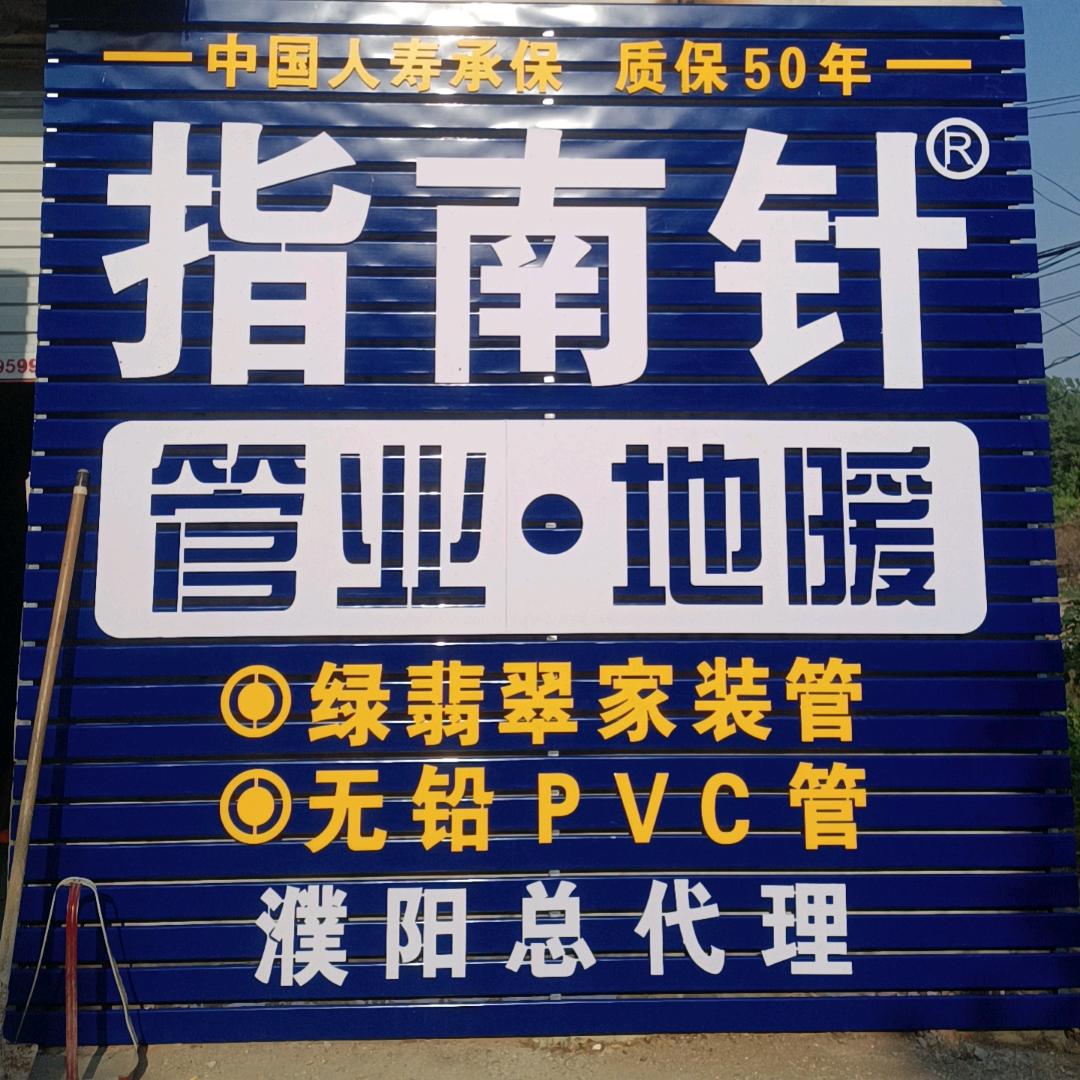 中国人寿承保 质保50年
指南针®
管业·地暖
绿翡翠家装管
无铅PVC管
濮阳总代理
9599